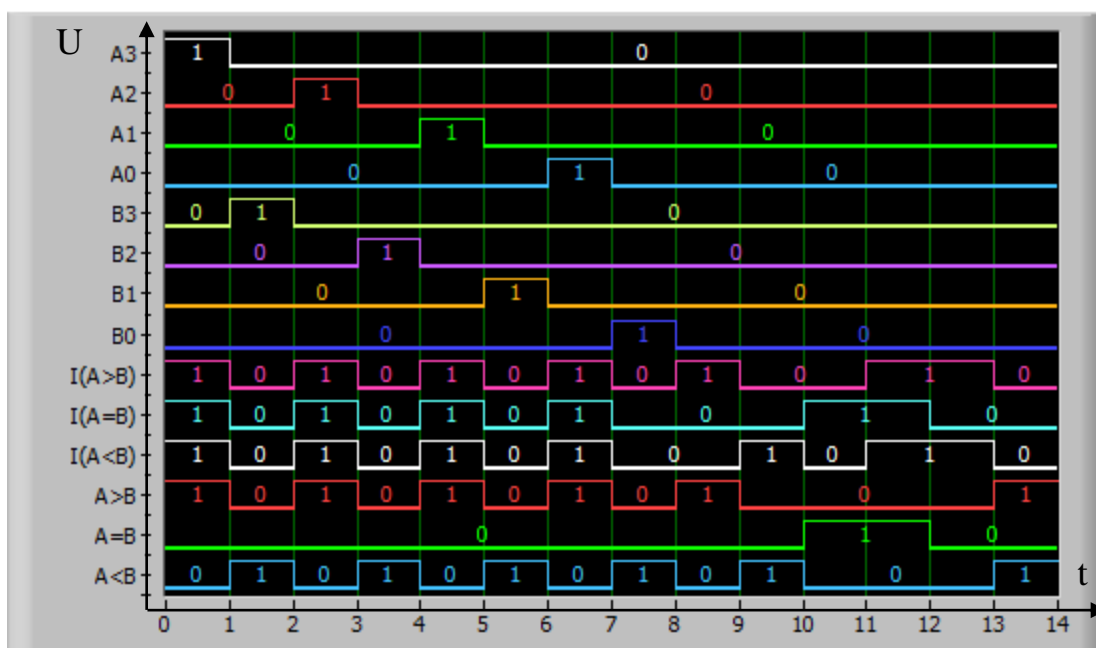 U
A3 1 0
A2 0 1 0
A1 0 1 0
A0 0 1 0
B3 0 1 0
B2 0 1 0
B1 0 1 0
B0 0 1 0
I(A>B) 1 0 1 0 1 0 1 0 1 0 1 0
I(A=B) 1 0 1 0 1 0 1 0 1 0
I(A<B) 1 0 1 0 1 0 1 0 1 0 1 0
A>B 1 0 1 0 1 0 1 0 1 0 1
A=B 0 1 0
A<B 0 1 0 1 0 1 0 1 0 1 0 1
t
0 1 2 3 4 5 6 7 8 9 10 11 12 13 14